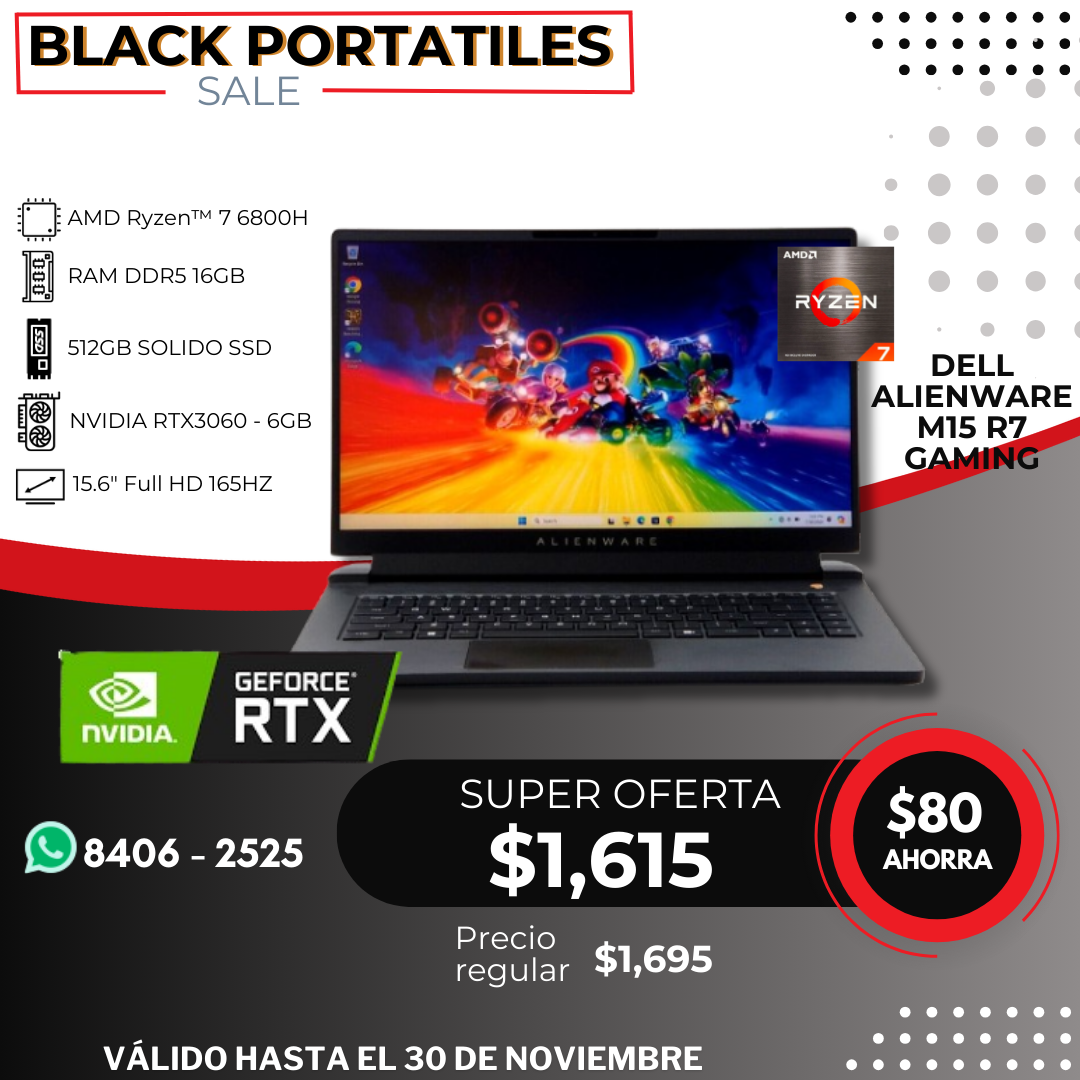 BLACK PORTATILES
SALE
AMD Ryzen™ 7 6800H
RAM DDR5 16GB
512GB SOLIDO SSD
NVIDIA RTX3060 - 6GB
15.6" Full HD 165HZ
AMD
RYZEN
7
DELL
ALIENWARE
M15 R7
GAMING
ALIENWARE
NVIDIA.
GEFORCE®
RTX
SUPER OFERTA
$1,615
$80
AHORRA
8406 - 2525
Precio
regular
$1,695
VÁLIDO HASTA EL 30 DE NOVIEMBRE